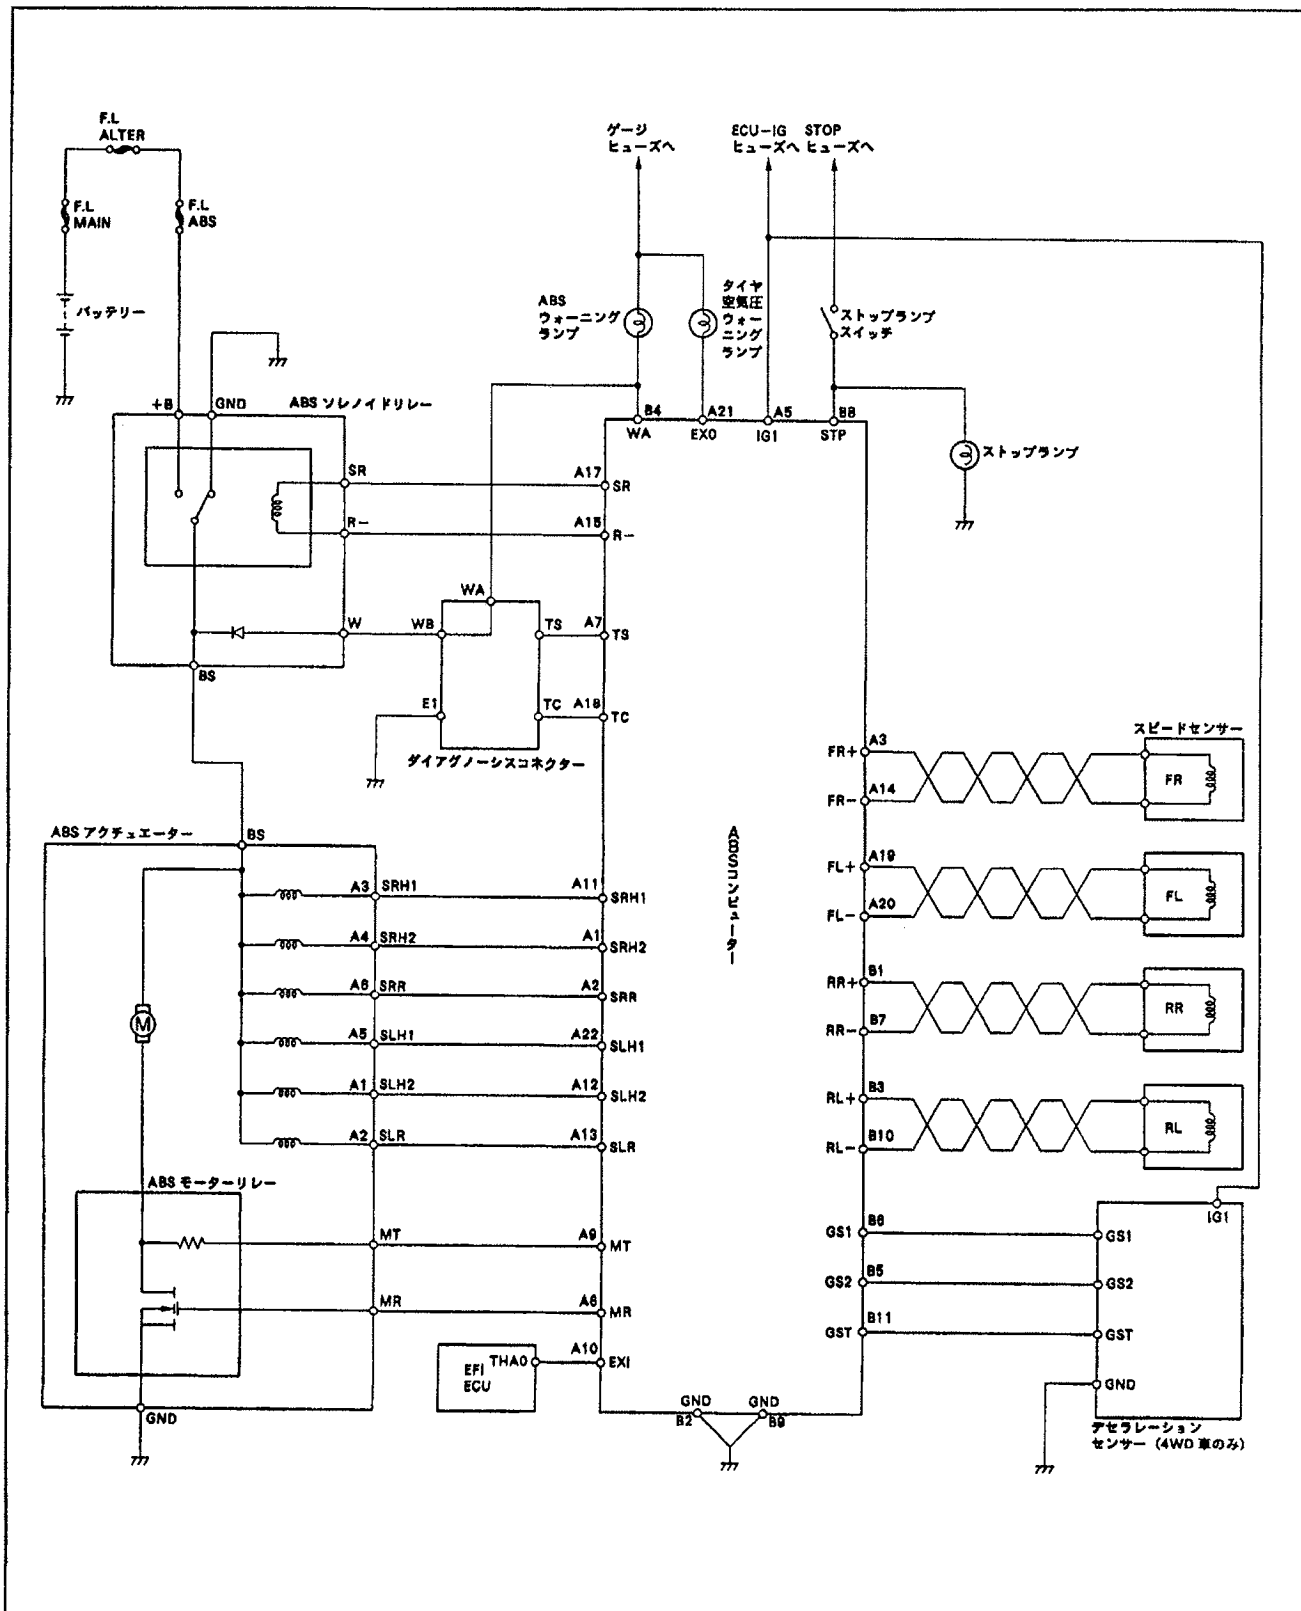 F.L
ALTER
F.L
MAIN
F.L
ABS
バッテリー
ゲージ
ヒューズへ
ECU-IG
ヒューズへ
STOP
ヒューズへ
ABS
ウォーニング
ランプ
タイヤ
空気圧
ウォー
ニング
ランプ
ストップランプ
スイッチ
ストップランプ
+B
GND
ABS ソレノイドリレー
SR
R-
W
BS
B4
WA
A21
EXO
A5
IG1
B8
STP
A17
SR
A15
R-
WA
WB
TS
A7
TS
E1
TC
A18
TC
ダイアグノーシスコネクター
ABSコンピューター
スピードセンサー
FR+
A3
FR-
A14
FR
FL+
A19
FL-
A20
FL
RR+
B1
RR-
B7
RR
RL+
B3
RL-
B10
RL
ABS アクチュエーター
BS
A3
SRH1
A11
SRH1
A4
SRH2
A1
SRH2
A6
SRR
A2
SRR
M
A5
SLH1
A22
SLH1
A1
SLH2
A12
SLH2
A2
SLR
A13
SLR
ABS モーターリレー
MT
A9
MT
MR
A6
MR
GND
EFI
ECU
THA0
A10
EXI
GND
B2
GND
B9
GS1
B6
GS1
GS2
B5
GS2
GST
B11
GST
IG1
GND
デセラレーション
センサー (4WD 車のみ)